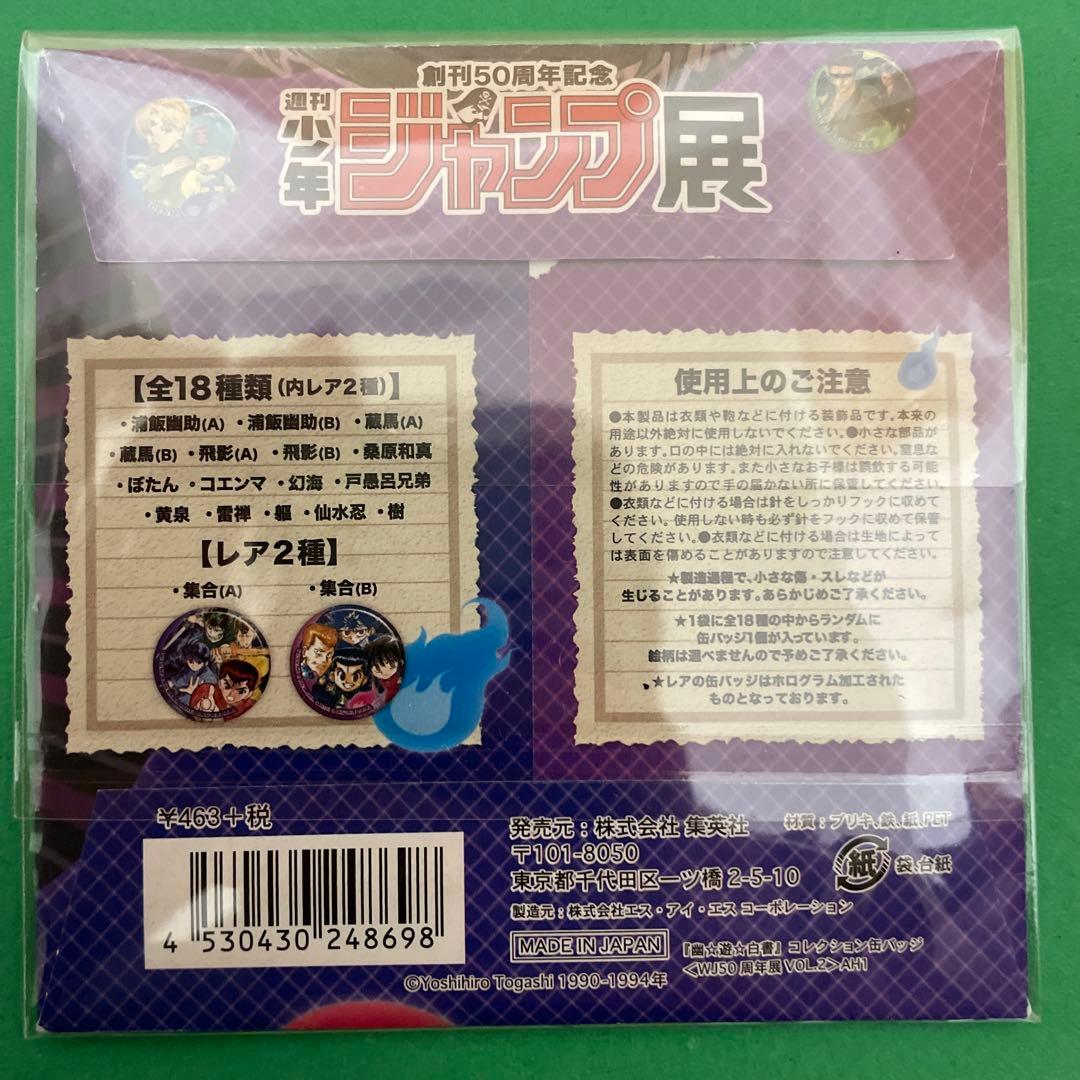 創刊50周年記念
週刊
少年
ジャンプ展
【全18種類(内レア2種)】
・浦飯幽助(A) ・浦飯幽助(B) ・蔵馬(A)
・蔵馬(B) ・飛影(A) ・飛影(B) ・桑原和真
・ぼたん ・コエンマ ・幻海 ・戸愚呂兄弟
・黄泉 ・雷禅 ・軀 ・仙水忍 ・樹
【レア2種】
・集合(A) ・集合(B)
使用上のご注意
●本製品は衣類や鞄などに付ける装飾品です。本来の
用途以外絶対に使用しないでください。●小さな部品が
あります。口の中には絶対に入れないでください。窒息な
どの危険があります。また小さなお子様は誤飲する可能
性がありますので手の届かない所に保管してください。
●衣類などに付ける場合は針をしっかりフックに収めて
ください。使用しない時も必ず針をフックに収めて保管
してください。●衣類などに付ける場合は生地によって
は表面を傷めることがありますので注意してください。
★製造過程で、小さな傷・スレなどが
生じることがあります。あらかじめご了承ください。
★1袋に全18種の中からランダムに
缶バッジ1個が入っています。
絵柄は選べませんので予めご了承ください。
★レアの缶バッジはホログラム加工された
ものとなっております。
¥463+税
4 530430 248698
発売元:株式会社 集英社
〒101-8050
東京都千代田区一ツ橋 2-5-10
製造元:株式会社エス・アイ・エス コーポレーション
MADE IN JAPAN
材質:ブリキ、鉄、紙、PET
紙
袋、台紙
『幽☆遊☆白書』コレクション缶バッジ
<WJ50周年展 VOL.2>AH1
©Yoshihiro Togashi 1990-1994年